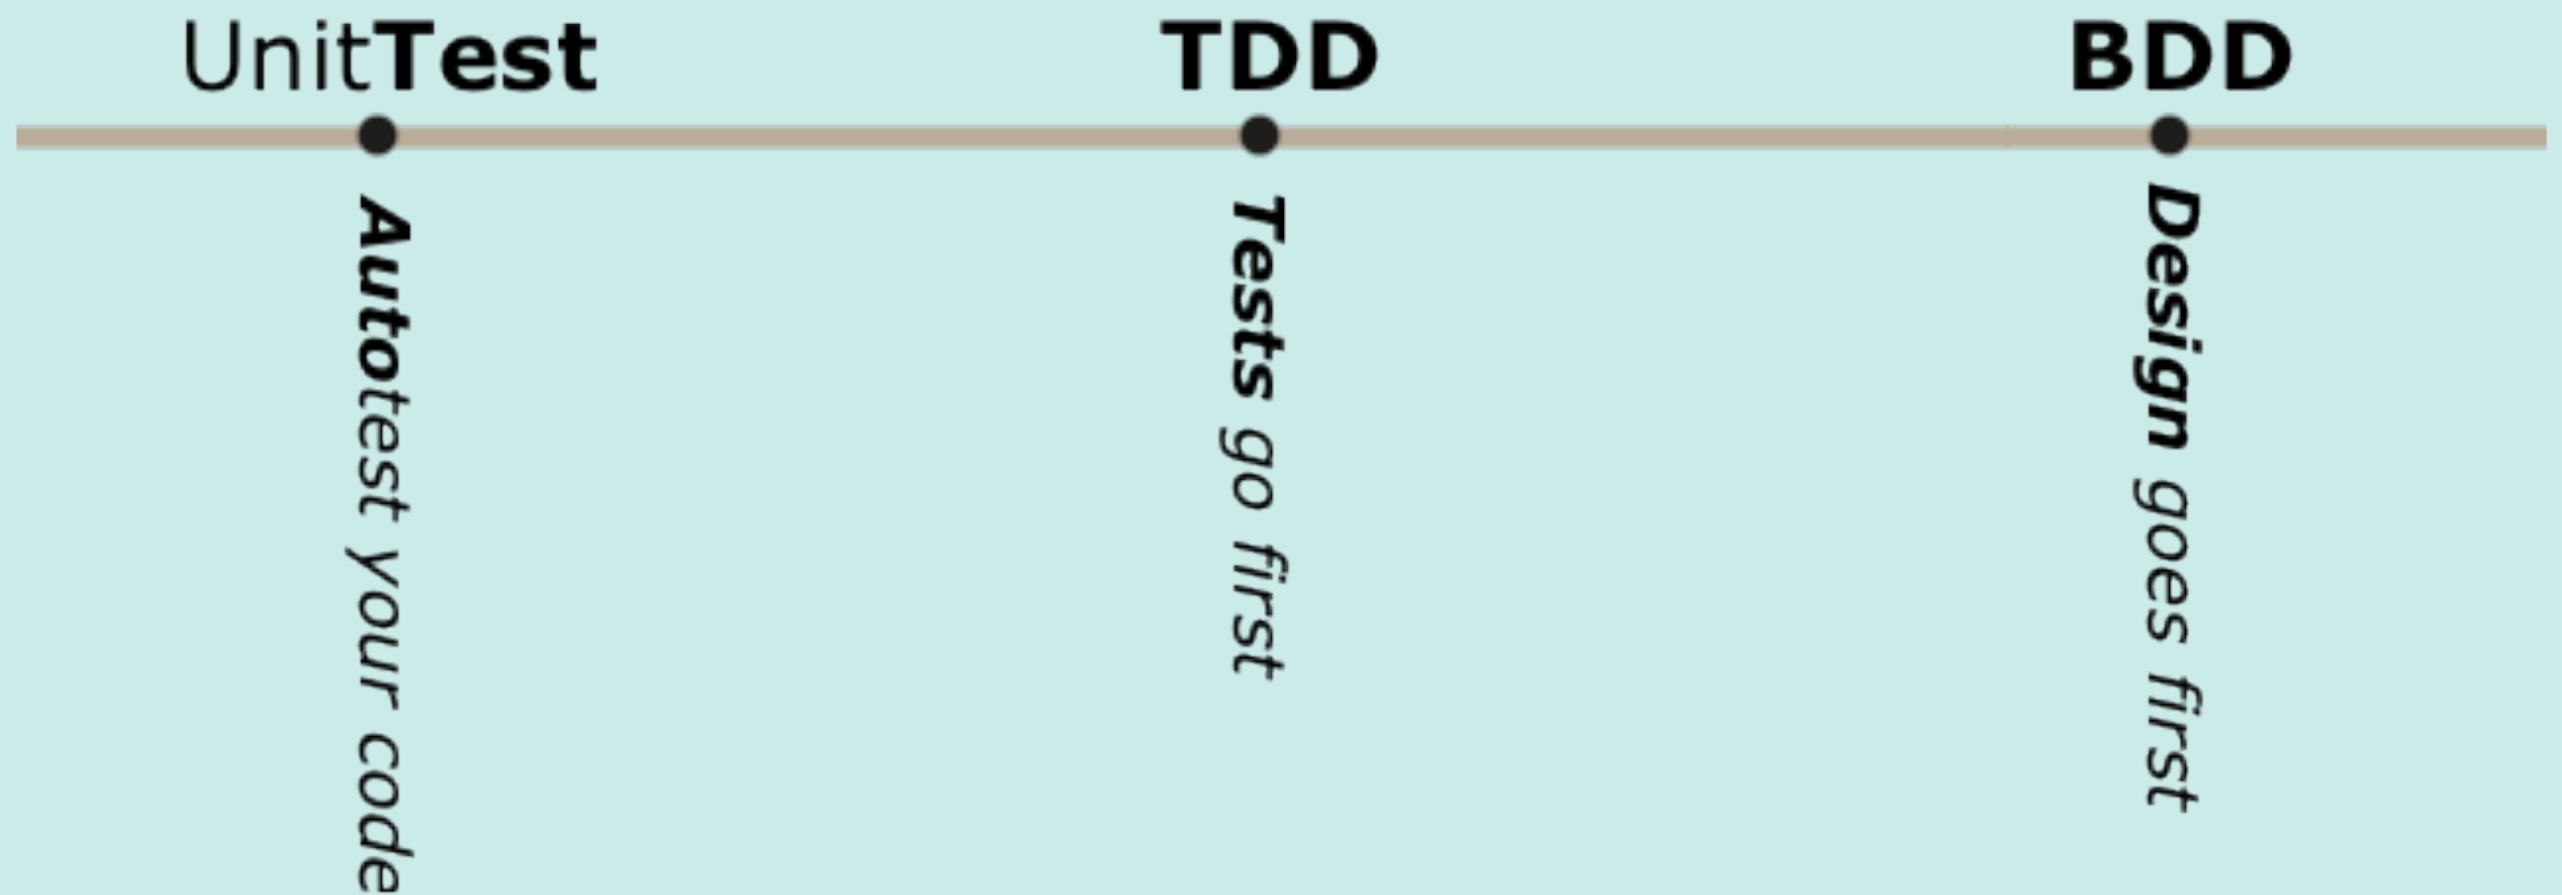 UnitTest
TDD
BDD
Autotest your code
Tests go first
Design goes first